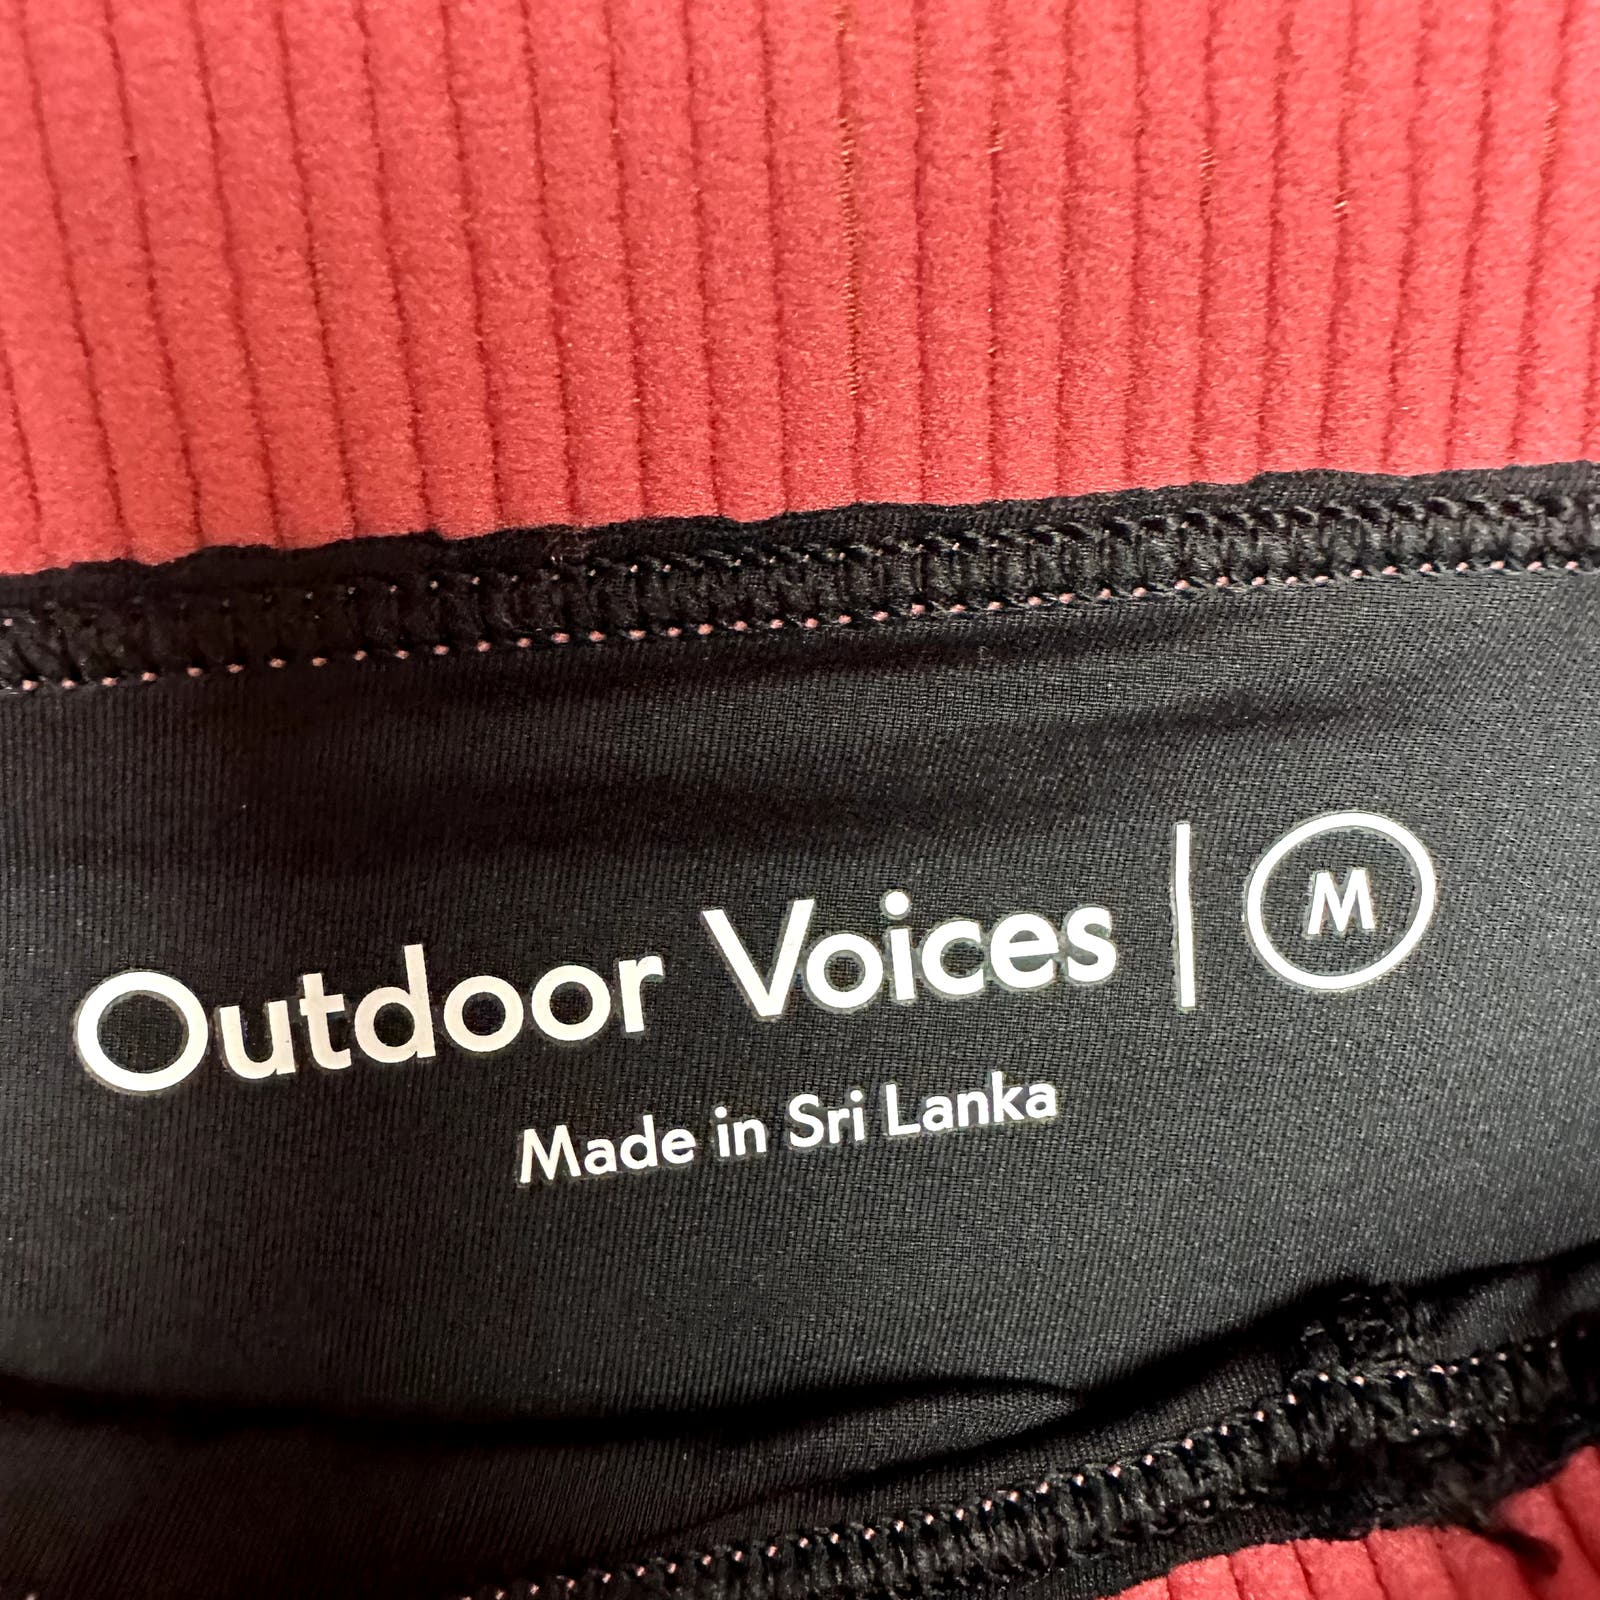 Outdoor Voices | M
Made in Sri Lanka